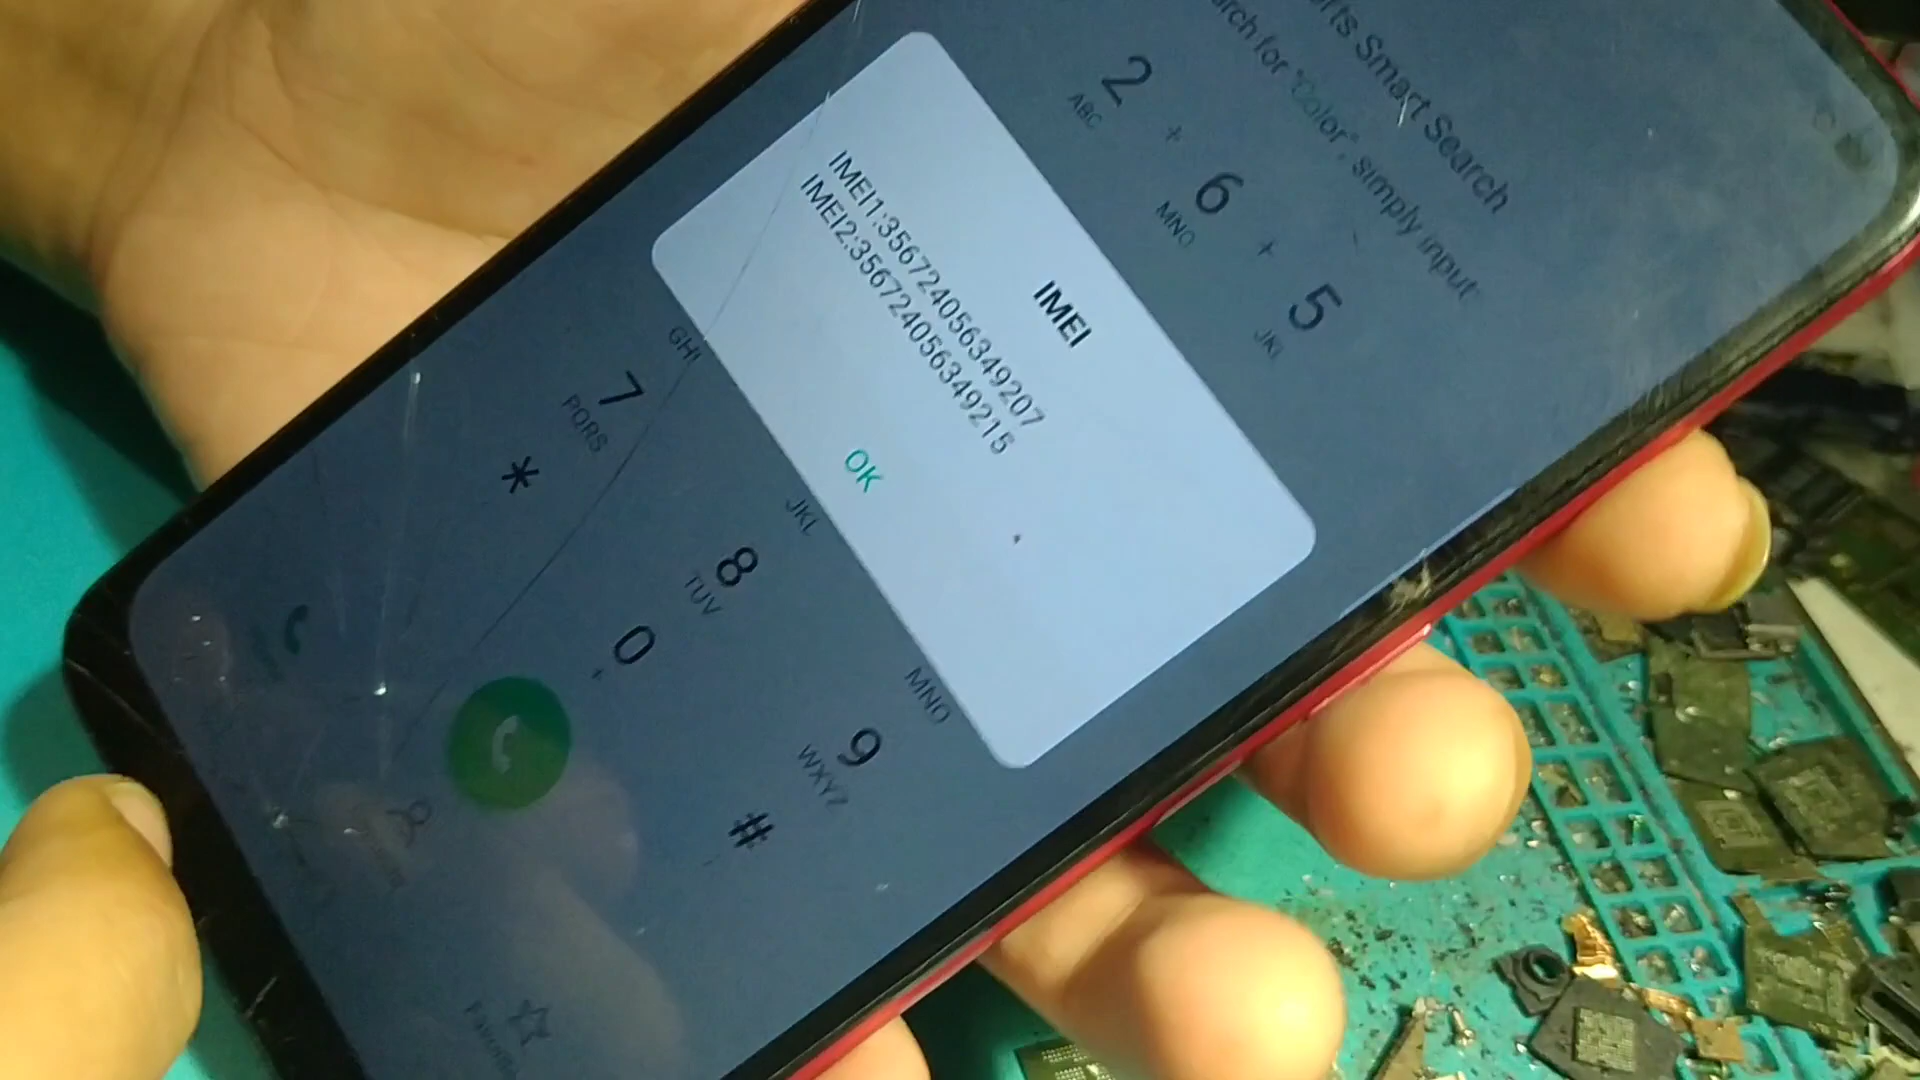 rts Smart Search
rch for "Color", simply input
2 ABC + 6 MNO + 5 JKL
IMEI
IMEI1:356724056349207
IMEI2:356724056349215
OK
GHI
JKL
MNO
7 PQRS
8 TUV
9 WXYZ
*
0 +
#